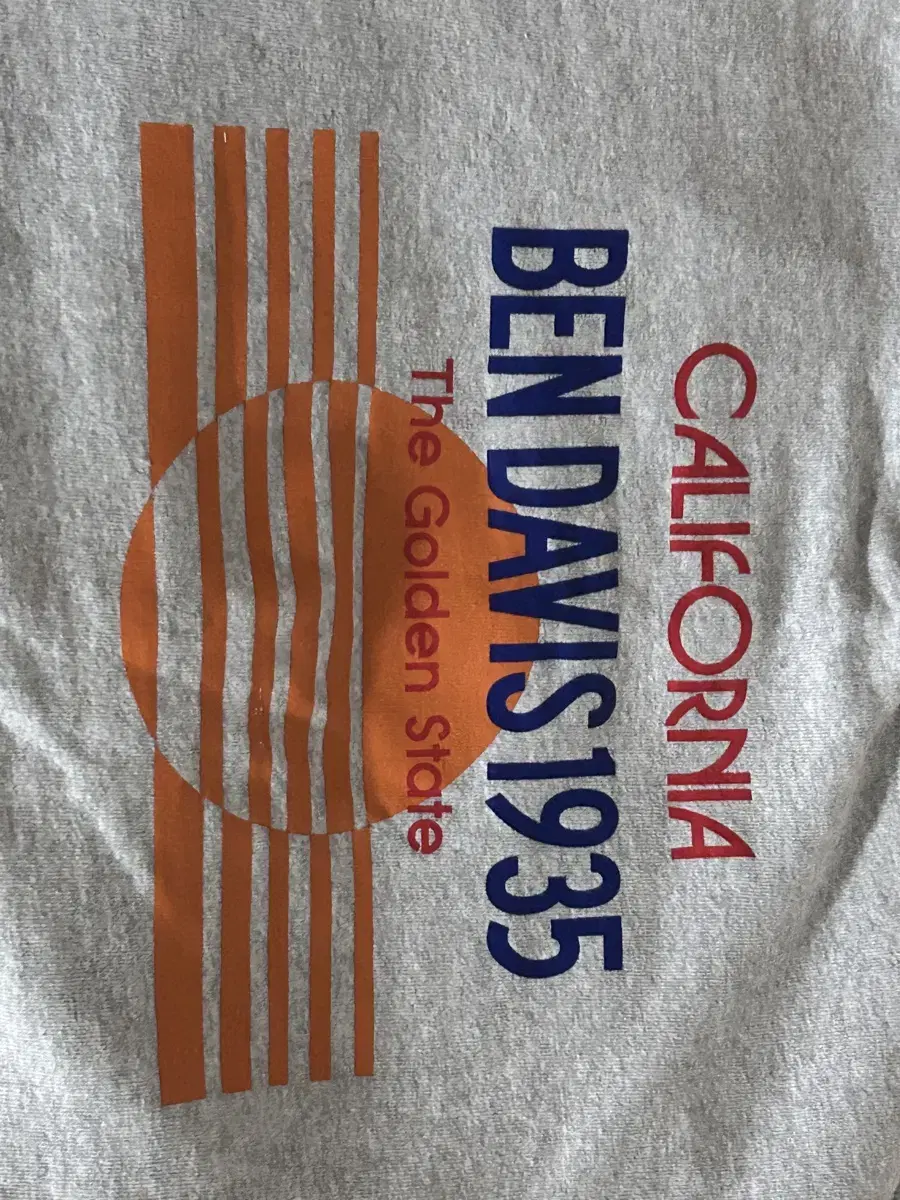 CALIFORNIA
BEN DAVIS 1935
The Golden State